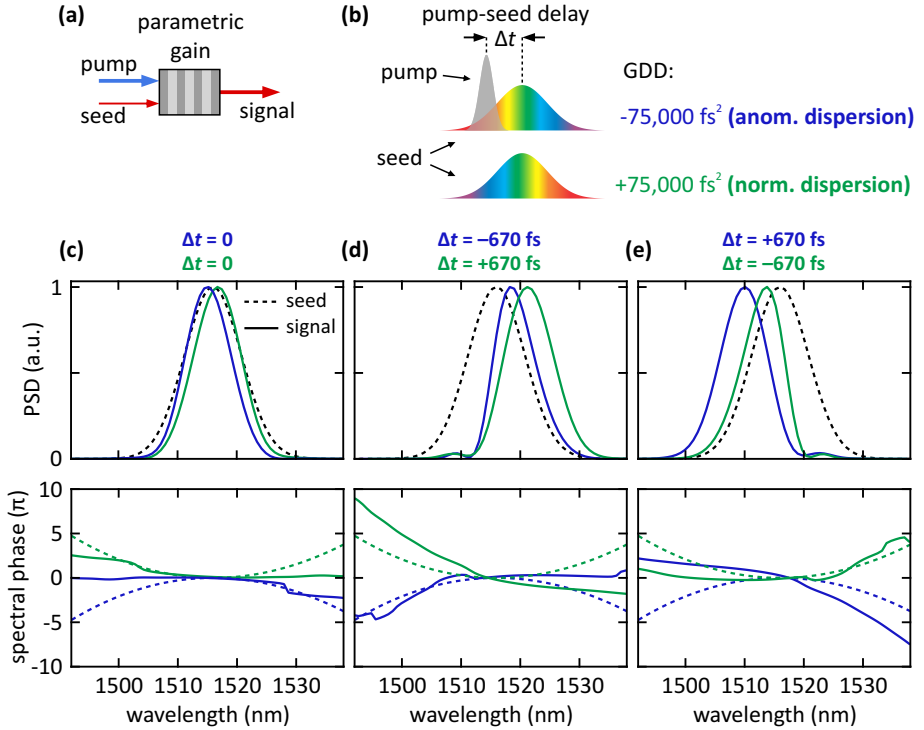 (a)
parametric
gain
pump
seed
signal
(b)
pump-seed delay
Δt
pump
seed
GDD:
-75,000 fs² (anom. dispersion)
+75,000 fs² (norm. dispersion)
(c)
Δt = 0
Δt = 0
(d)
Δt = –670 fs
Δt = +670 fs
(e)
Δt = +670 fs
Δt = –670 fs
1
0
PSD (a.u.)
seed
signal
10
5
0
-5
-10
spectral phase (π)
1500 1510 1520 1530
wavelength (nm)
1500 1510 1520 1530
wavelength (nm)
1500 1510 1520 1530
wavelength (nm)